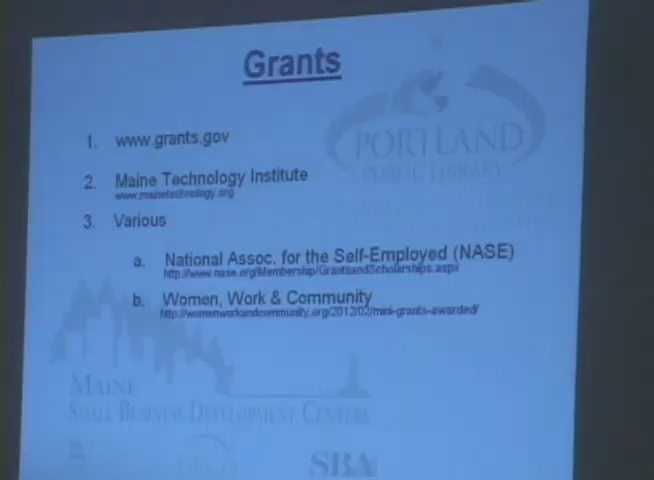 Grants
1. www.grants.gov
2. Maine Technology Institute
www.mainetechnology.org
3. Various
a. National Assoc. for the Self-Employed (NASE)
http://www.nase.org/Membership/GrantsandScholarships.aspx
b. Women, Work & Community
http://womenworkandcommunity.org/2012/02/mini-grants-awarded/
PORTLAND
PUBLIC LIBRARY
MAINE
SMALL BUSINESS DEVELOPMENT CENTERS
SBA